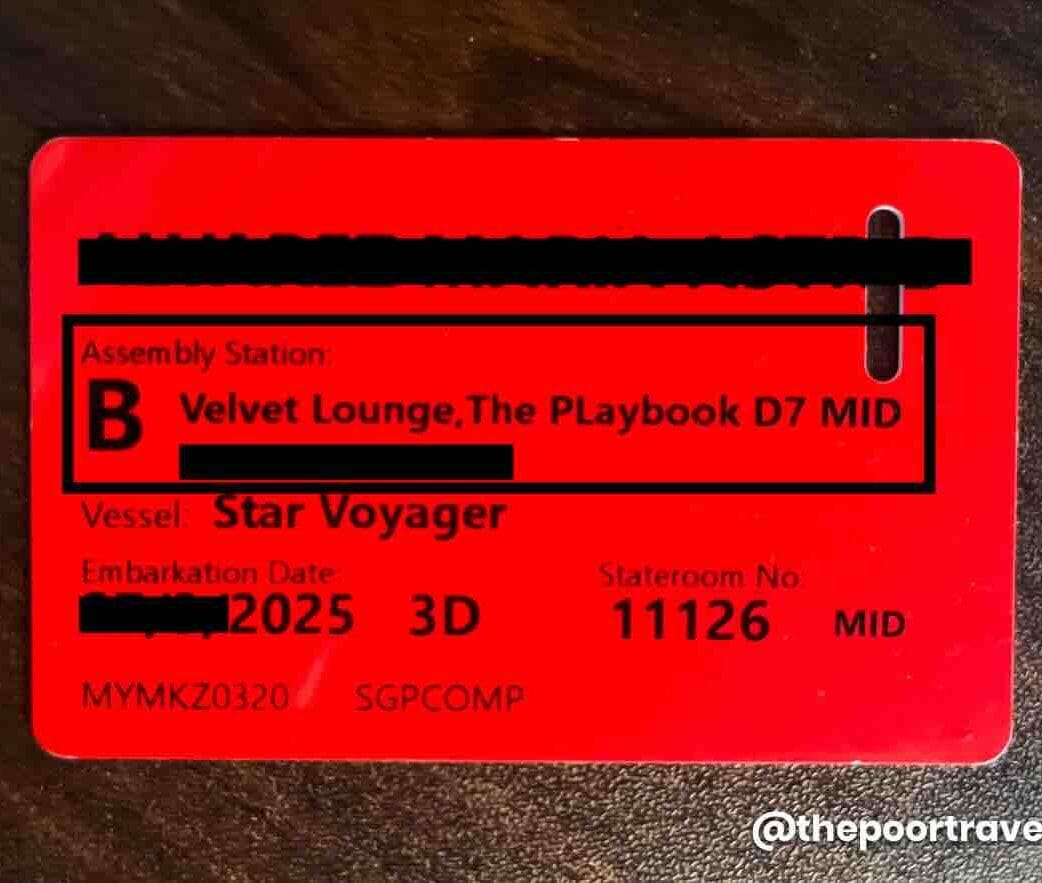 Assembly Station:
B Velvet Lounge,The PLaybook D7 MID
Vessel: Star Voyager
Embarkation Date: Stateroom No:
2025 3D 11126 MID
MYMKZ0320 SGPCOMP
@thepoortrave